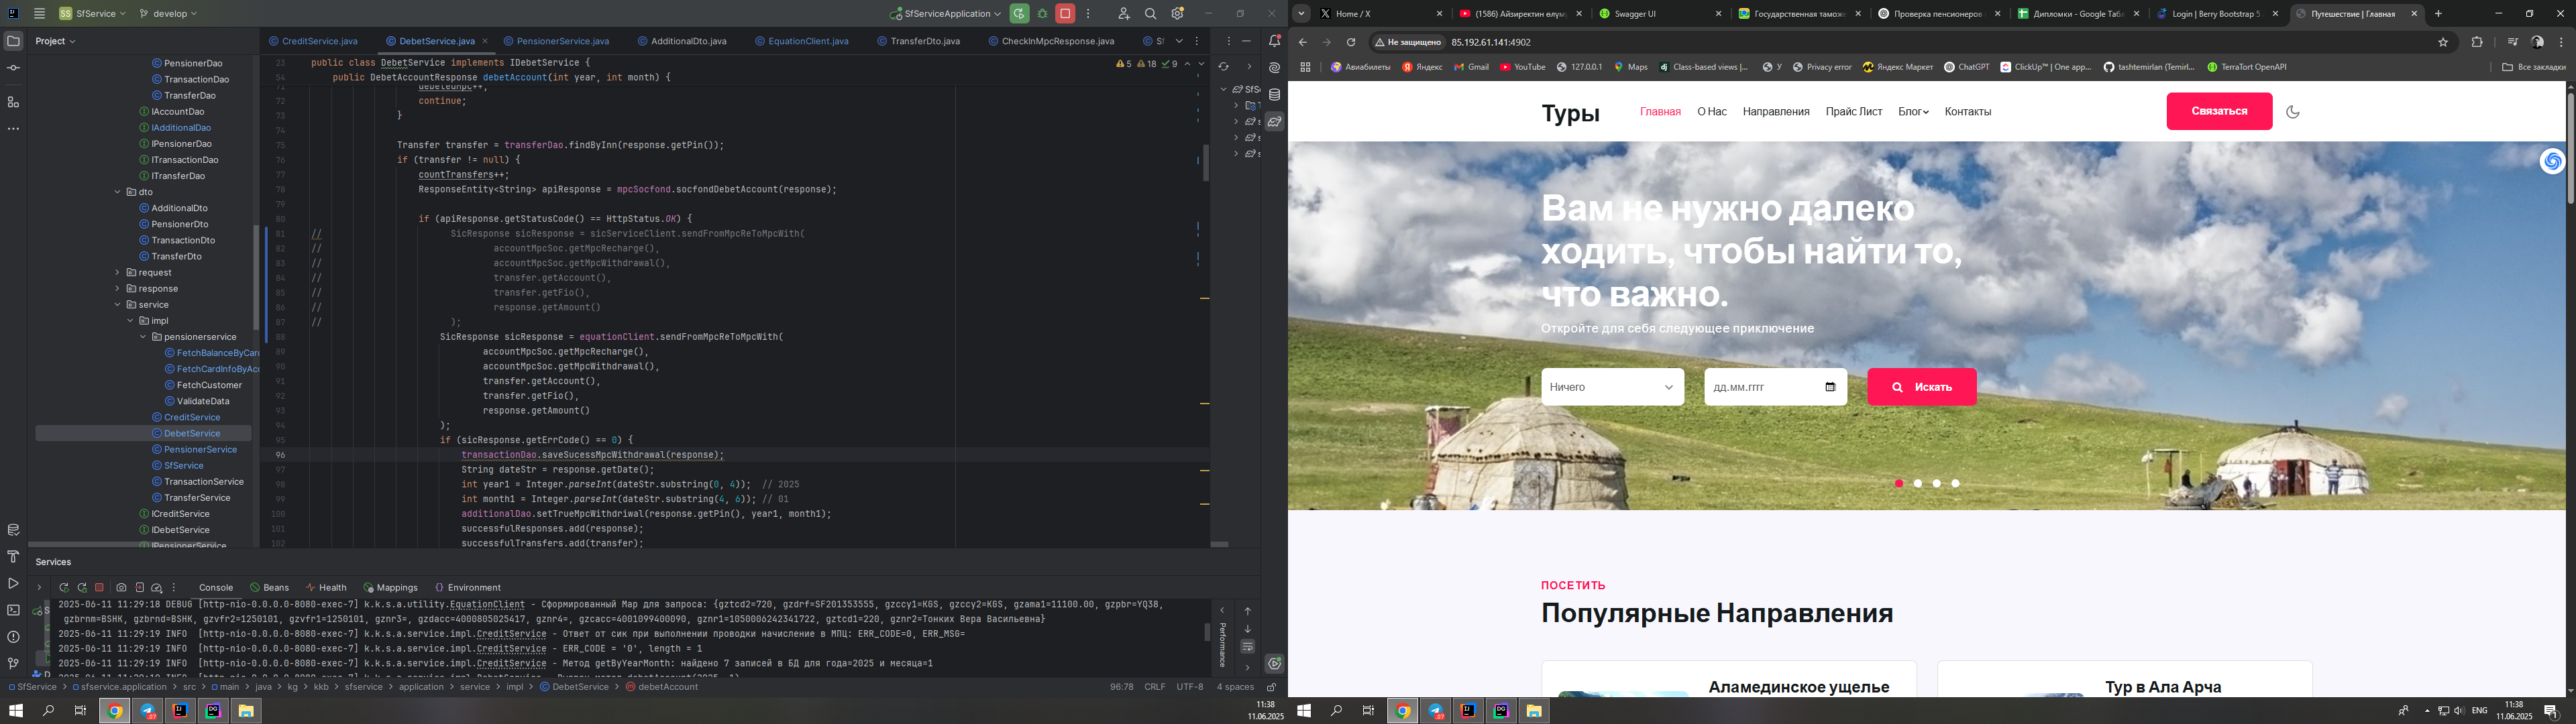 SS SfService develop SfServiceApplication
Project
CreditService.java DebetService.java PensionerService.java AdditionalDto.java EquationClient.java TransferDto.java CheckInMpcResponse.java
PensionerDao
TransactionDao
TransferDao
IAccountDao
IAdditionalDao
IPensionerDao
ITransactionDao
ITransferDao
dto
AdditionalDto
PensionerDto
TransactionDto
TransferDto
request
response
service
impl
pensionerservice
FetchBalanceByCard
FetchCardInfoByAcc
FetchCustomer
ValidateData
CreditService
DebetService
PensionerService
SfService
TransactionService
TransferService
ICreditService
IDebetService
IPensionerService
5 18 9
23 public class DebetService implements IDebetService {
54 public DebetAccountResponse debetAccount(int year, int month) {
72 continue;
73 }
74
75 Transfer transfer = transferDao.findByInn(response.getPin());
76 if (transfer != null) {
77 countTransfers++;
78 ResponseEntity<String> apiResponse = mpcSocfond.socfondDebetAccount(response);
79
80 if (apiResponse.getStatusCode() == HttpStatus.OK) {
81 // SicResponse sicResponse = sicServiceClient.sendFromMpcReToMpcWith(
82 // accountMpcSoc.getMpcRecharge(),
83 // accountMpcSoc.getMpcWithdrawal(),
84 // transfer.getAccount(),
85 // transfer.getFio(),
86 // response.getAmount()
87 // );
88 SicResponse sicResponse = equationClient.sendFromMpcReToMpcWith(
89 accountMpcSoc.getMpcRecharge(),
90 accountMpcSoc.getMpcWithdrawal(),
91 transfer.getAccount(),
92 transfer.getFio(),
93 response.getAmount()
94 );
95 if (sicResponse.getErrCode() == 0) {
96 transactionDao.saveSucessMpcWithdrawal(response);
97 String dateStr = response.getDate();
98 int year1 = Integer.parseInt(dateStr.substring(0, 4)); // 2025
99 int month1 = Integer.parseInt(dateStr.substring(4, 6)); // 01
100 additionalDao.setTrueMpcWithdriwal(response.getPin(), year1, month1);
101 successfulResponses.add(response);
102 successfulTransfers.add(transfer);
Services
Console Beans Health Mappings Environment
2025-06-11 11:29:18 DEBUG [http-nio-0.0.0.0-8080-exec-7] k.k.s.a.utility.EquationClient - Сформированный Map для запроса: {gztcd2=720, gzdrf=SF201353555, gzccy1=KGS, gzccy2=KGS, gzama1=11100.00, gzpbr=YQ38,
gzbrnm=BSHK, gzbrnd=BSHK, gzvfr2=1250101, gzvfr1=1250101, gznr3=, gzdacc=4000805025417, gznr4=, gzcacc=4001099400090, gznr1=1050006242341722, gztcd1=220, gznr2=Тонких Вера Васильевна}
2025-06-11 11:29:19 INFO [http-nio-0.0.0.0-8080-exec-7] k.k.s.a.service.impl.CreditService - Ответ от сик при выполнении проводки начисление в МПЦ: ERR_CODE=0, ERR_MSG=
2025-06-11 11:29:19 INFO [http-nio-0.0.0.0-8080-exec-7] k.k.s.a.service.impl.CreditService - ERR_CODE = '0', length = 1
2025-06-11 11:29:19 INFO [http-nio-0.0.0.0-8080-exec-7] k.k.s.a.service.impl.CreditService - Метод getByYearMonth: найдено 7 записей в БД для года=2025 и месяца=1
Performance
SfService sfservice.application src main java kg kkb sfservice application service impl DebetService debetAccount
96:78 CRLF UTF-8 4 spaces
11:38
11.06.2025
Home / X (1586) Айзиректин өлүм Swagger UI Государственная тамож Проверка пенсионеров Дипломки - Google Табл Login | Berry Bootstrap 5 Путешествие | Главная
Не защищено 85.192.61.141:4902
Авиабилеты Яндекс Gmail YouTube 127.0.0.1 Maps Class-based views |... У Privacy error Яндекс Маркет ChatGPT ClickUp™ | One app... tashtemirlan (Temirl... TerraTort OpenAPI Все закладки
Туры
Главная О Нас Направления Прайс Лист Блог Контакты
Связаться
Вам не нужно далеко
ходить, чтобы найти то,
что важно.
Откройте для себя следующее приключение
Ничего
дд.мм.гггг
Искать
ПОСЕТИТЬ
Популярные Направления
Аламединское ущелье
Тур в Ала Арча
ENG
11:38
11.06.2025